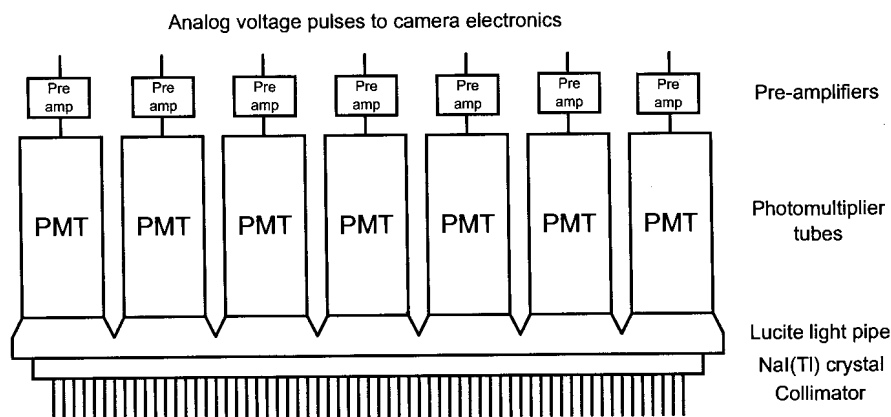 Analog voltage pulses to camera electronics
Pre amp
Pre amp
Pre amp
Pre amp
Pre amp
Pre amp
Pre amp
Pre-amplifiers
PMT
PMT
PMT
PMT
PMT
PMT
PMT
Photomultiplier
tubes
Lucite light pipe
NaI(Tl) crystal
Collimator